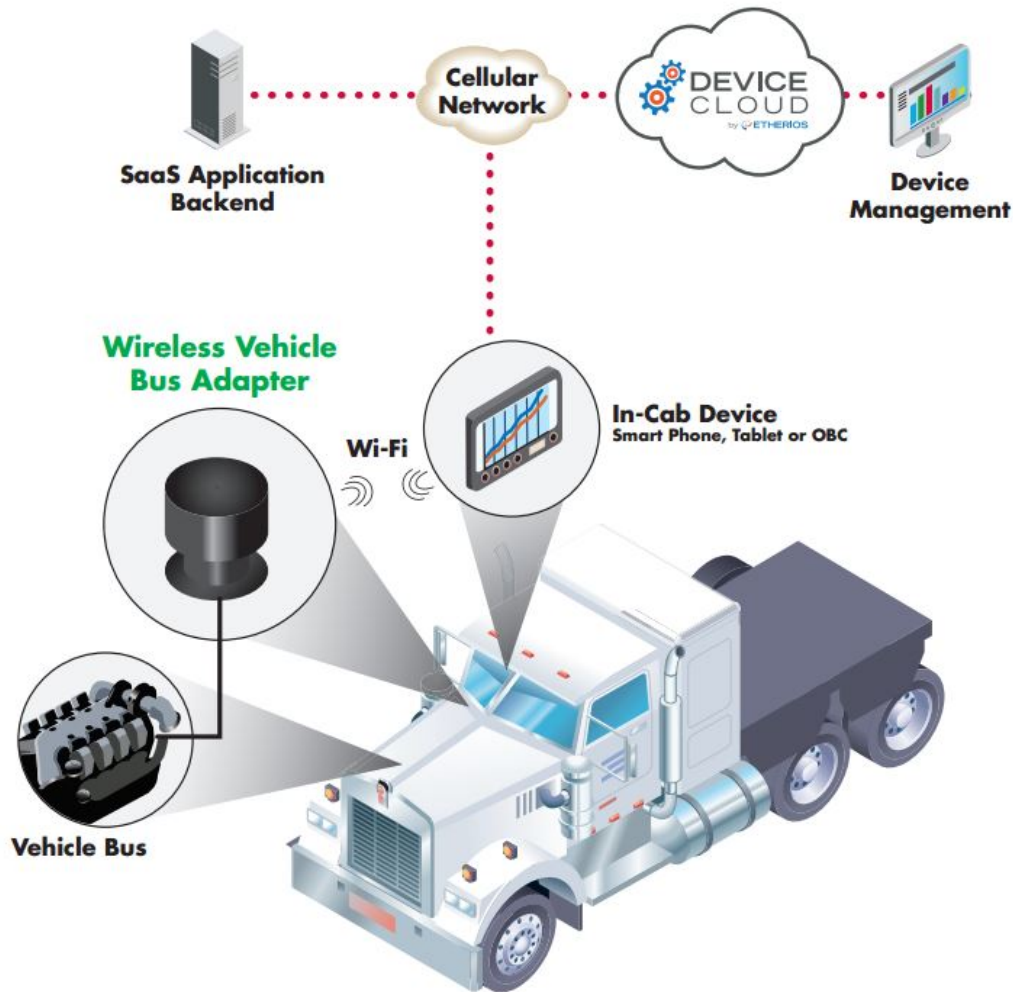 Cellular
Network
DEVICE
CLOUD
by ETHERIOS
SaaS Application
Backend
Device
Management
Wireless Vehicle
Bus Adapter
Wi-Fi
In-Cab Device
Smart Phone, Tablet or OBC
Vehicle Bus